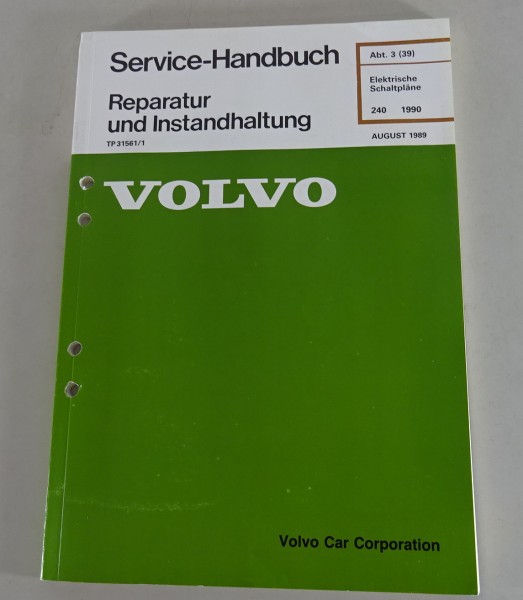 Service-Handbuch
Reparatur
und Instandhaltung
TP 31561/1
Abt. 3 (39)
Elektrische
Schaltpläne
240 1990
AUGUST 1989
VOLVO
Volvo Car Corporation